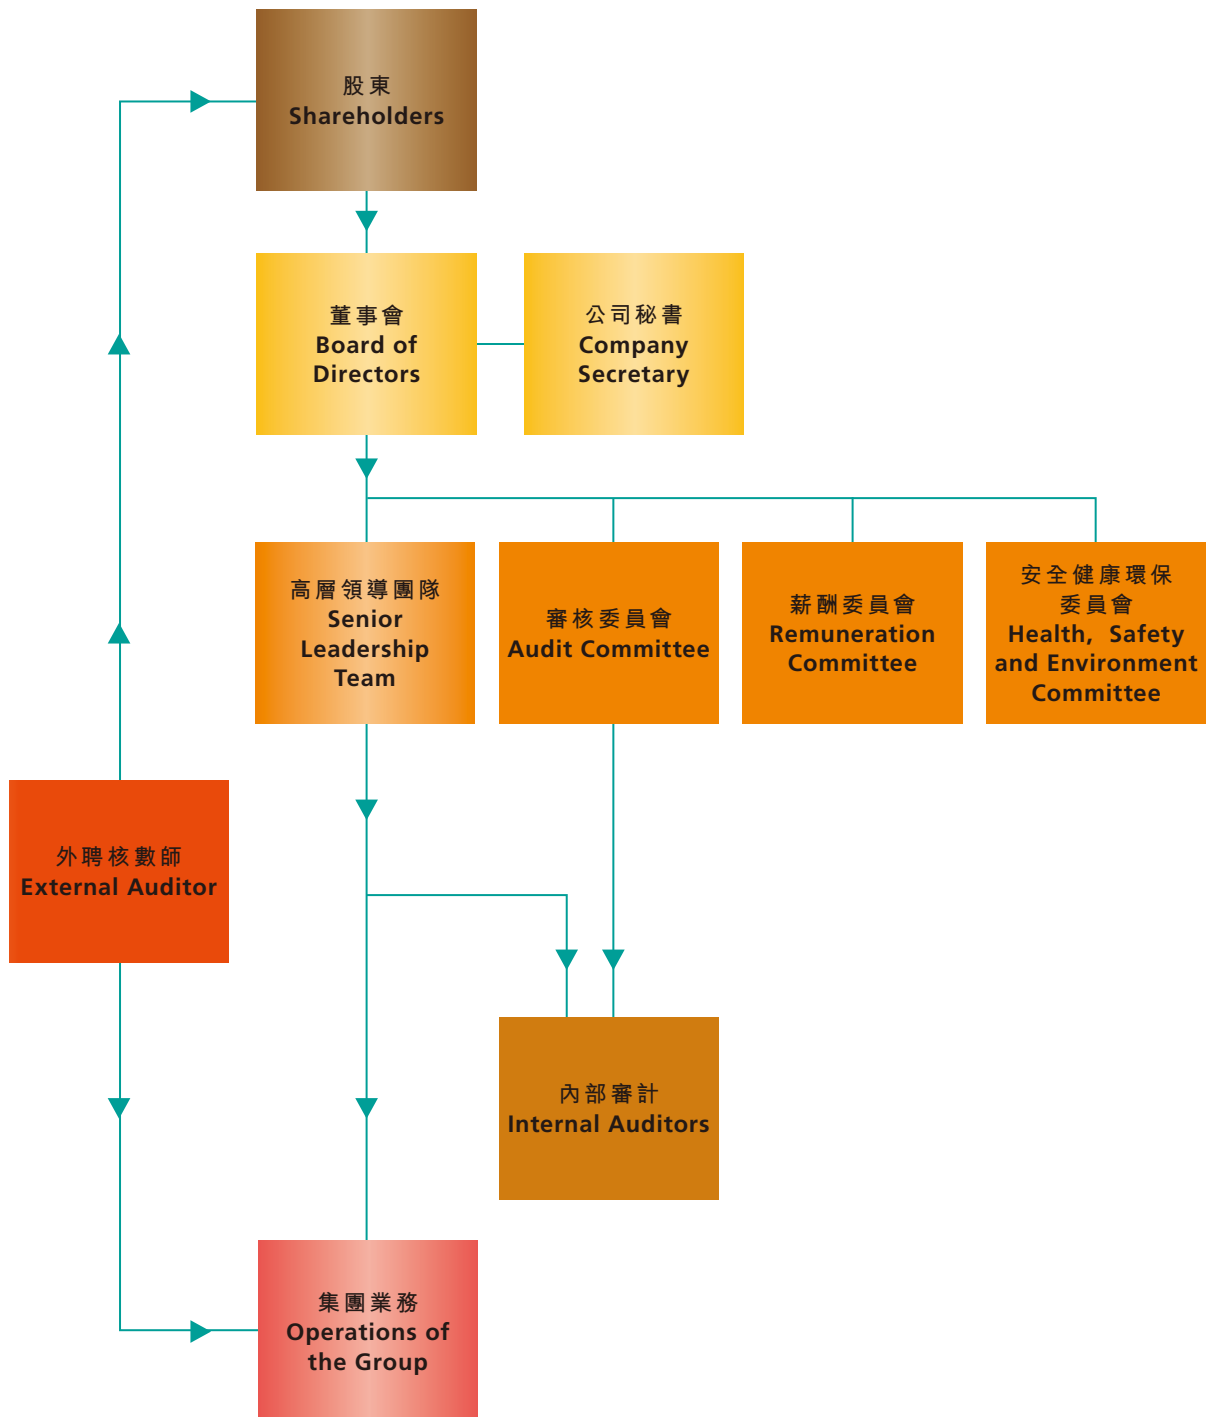 股東
Shareholders
董事會
Board of
Directors
公司秘書
Company
Secretary
高層領導團隊
Senior
Leadership
Team
審核委員會
Audit Committee
薪酬委員會
Remuneration
Committee
安全健康環保
委員會
Health, Safety
and Environment
Committee
外聘核數師
External Auditor
內部審計
Internal Auditors
集團業務
Operations of
the Group